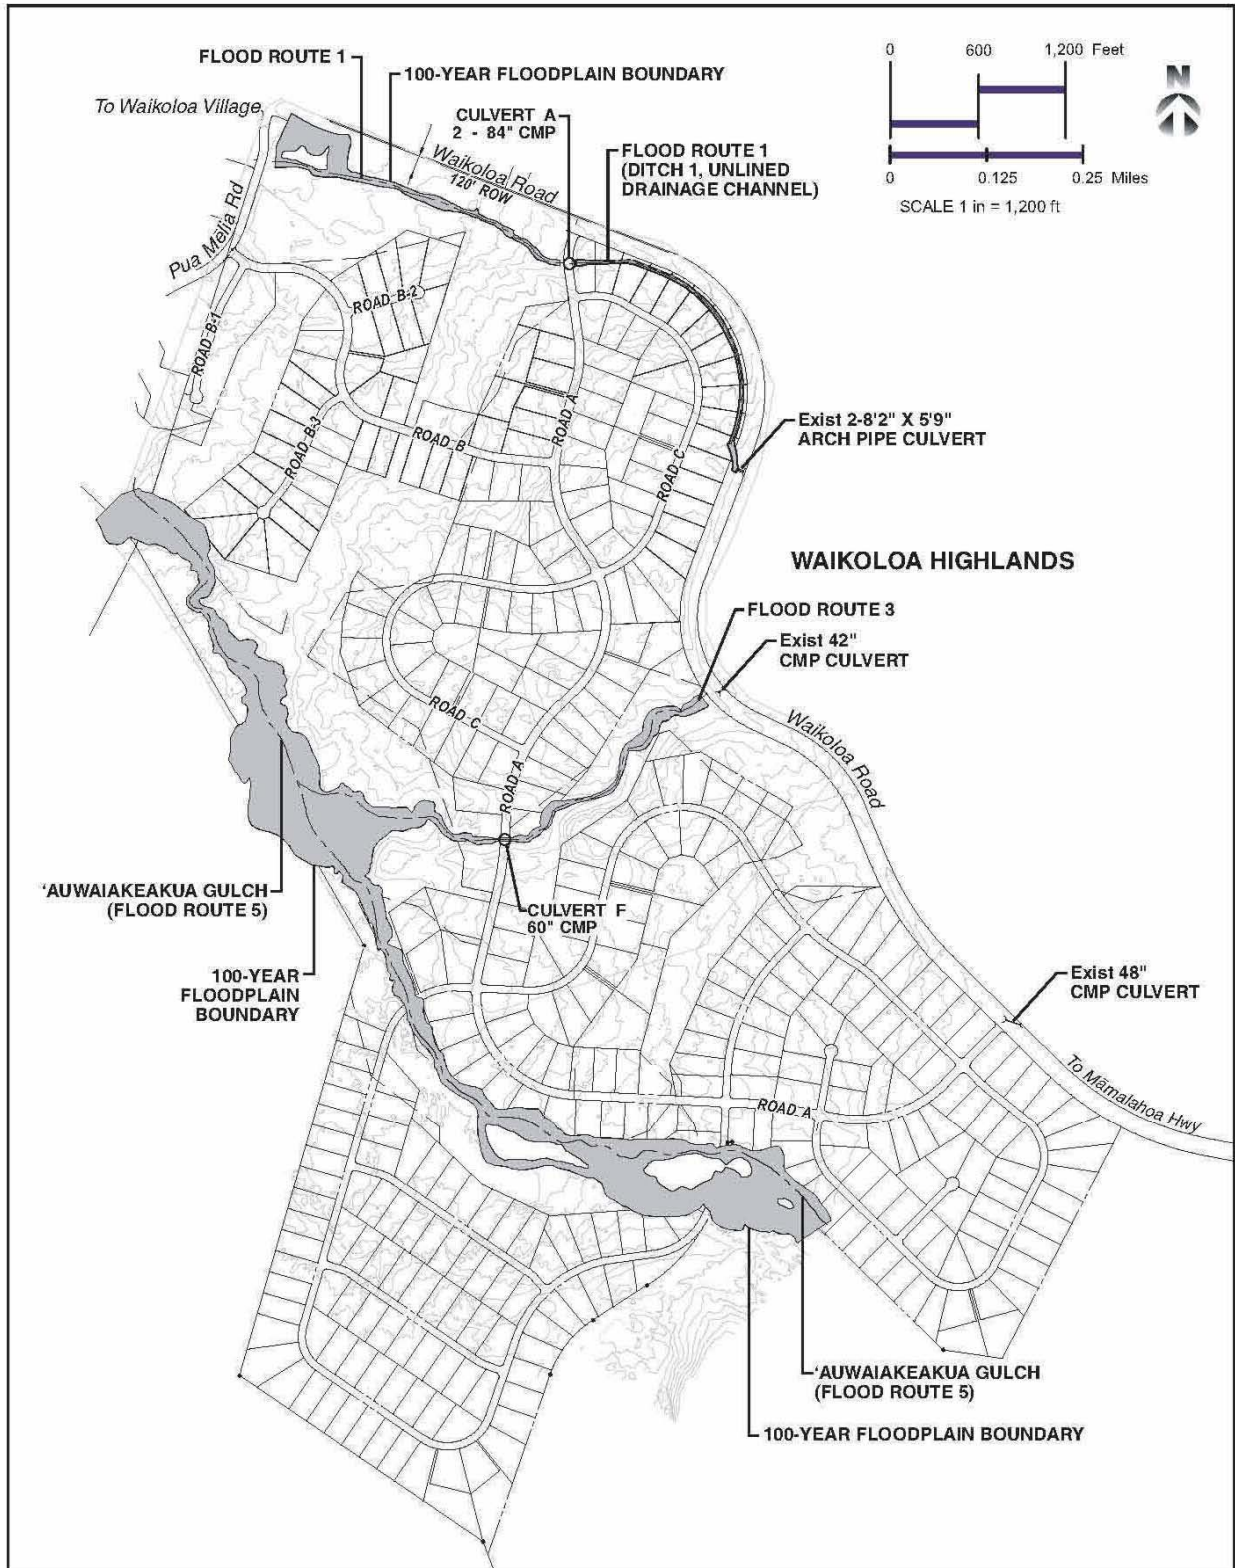 FLOOD ROUTE 1
100-YEAR FLOODPLAIN BOUNDARY
To Waikoloa Village
CULVERT A
2 - 84" CMP
Waikoloa Road
120' ROW
FLOOD ROUTE 1
(DITCH 1, UNLINED
DRAINAGE CHANNEL)
0 600 1,200 Feet
0 0.125 0.25 Miles
SCALE 1 in = 1,200 ft
N
Pua Melia Rd
ROAD B-2
ROAD B-1
ROAD A
ROAD B
ROAD B-3
ROAD C
Exist 2-8'2" X 5'9"
ARCH PIPE CULVERT
WAIKOLOA HIGHLANDS
FLOOD ROUTE 3
Exist 42"
CMP CULVERT
ROAD C
Waikoloa Road
ROAD A
'AUWAIAKEAKUA GULCH
(FLOOD ROUTE 5)
CULVERT F
60" CMP
100-YEAR
FLOODPLAIN
BOUNDARY
Exist 48"
CMP CULVERT
To Māmalahoa Hwy
ROAD A
'AUWAIAKEAKUA GULCH
(FLOOD ROUTE 5)
100-YEAR FLOODPLAIN BOUNDARY